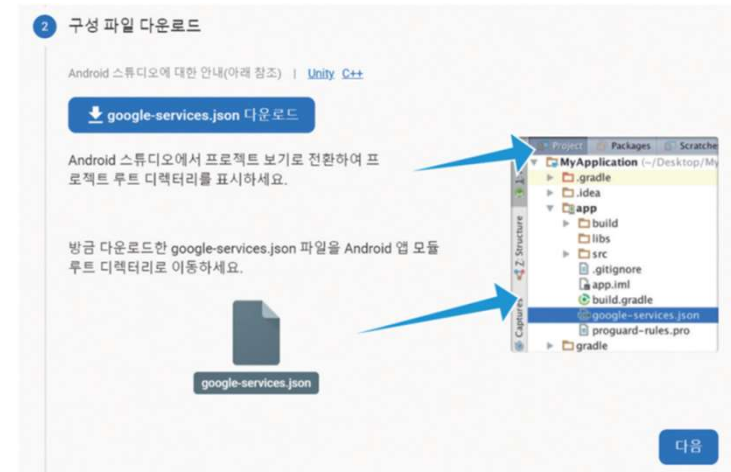 2 구성 파일 다운로드
Android 스튜디오에 대한 안내(아래 참조) | Unity C++
google-services.json 다운로드
Android 스튜디오에서 프로젝트 보기로 전환하여 프
로젝트 루트 디렉터리를 표시하세요.
방금 다운로드한 google-services.json 파일을 Android 앱 모듈
루트 디렉터리로 이동하세요.
google-services.json
Project Packages Scratche
MyApplication (~/Desktop/My
.gradle
.idea
app
build
libs
src
.gitignore
app.iml
build.gradle
google-services.json
proguard-rules.pro
gradle
Z: Structure
Captures
다음